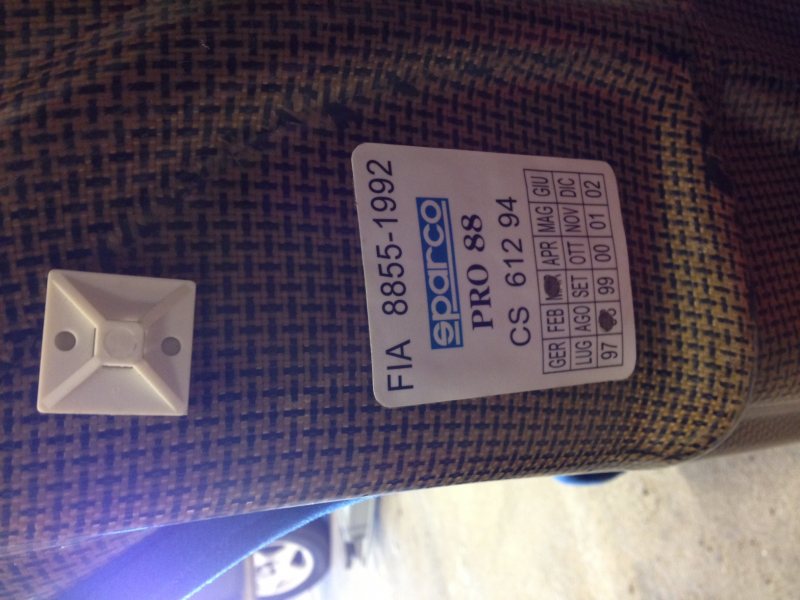 FIA 8855-1992
sparco
PRO 88
CS 612 94
GER FEB APR MAG GIU
LUG AGO SET OTT NOV DIC
97 99 00 01 02